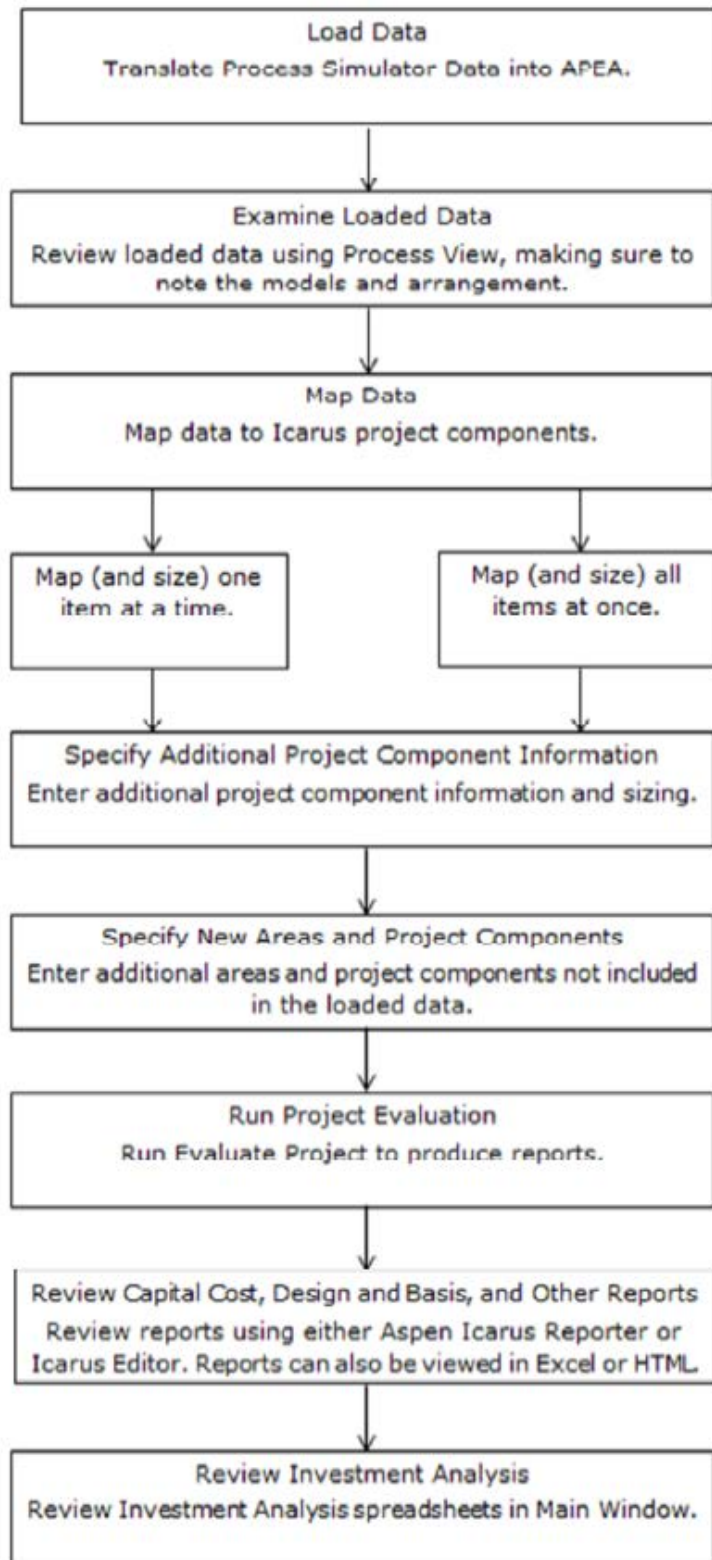 Load Data
Translate Process Simulator Data into APEA.
Examine Loaded Data
Review loaded data using Process View, making sure to
note the models and arrangement.
Map Data
Map data to Icarus project components.
Map (and size) one
item at a time.
Map (and size) all
items at once.
Specify Additional Project Component Information
Enter additional project component information and sizing.
Specify New Areas and Project Components
Enter additional areas and project components not included
in the loaded data.
Run Project Evaluation
Run Evaluate Project to produce reports.
Review Capital Cost, Design and Basis, and Other Reports
Review reports using either Aspen Icarus Reporter or
Icarus Editor. Reports can also be viewed in Excel or HTML.
Review Investment Analysis
Review Investment Analysis spreadsheets in Main Window.